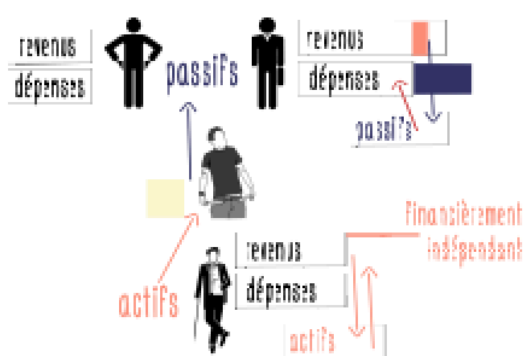 revenus
dépenses
passifs
revenus
dépenses
passifs
financièrement
indépendant
actifs
revenus
dépenses
actifs